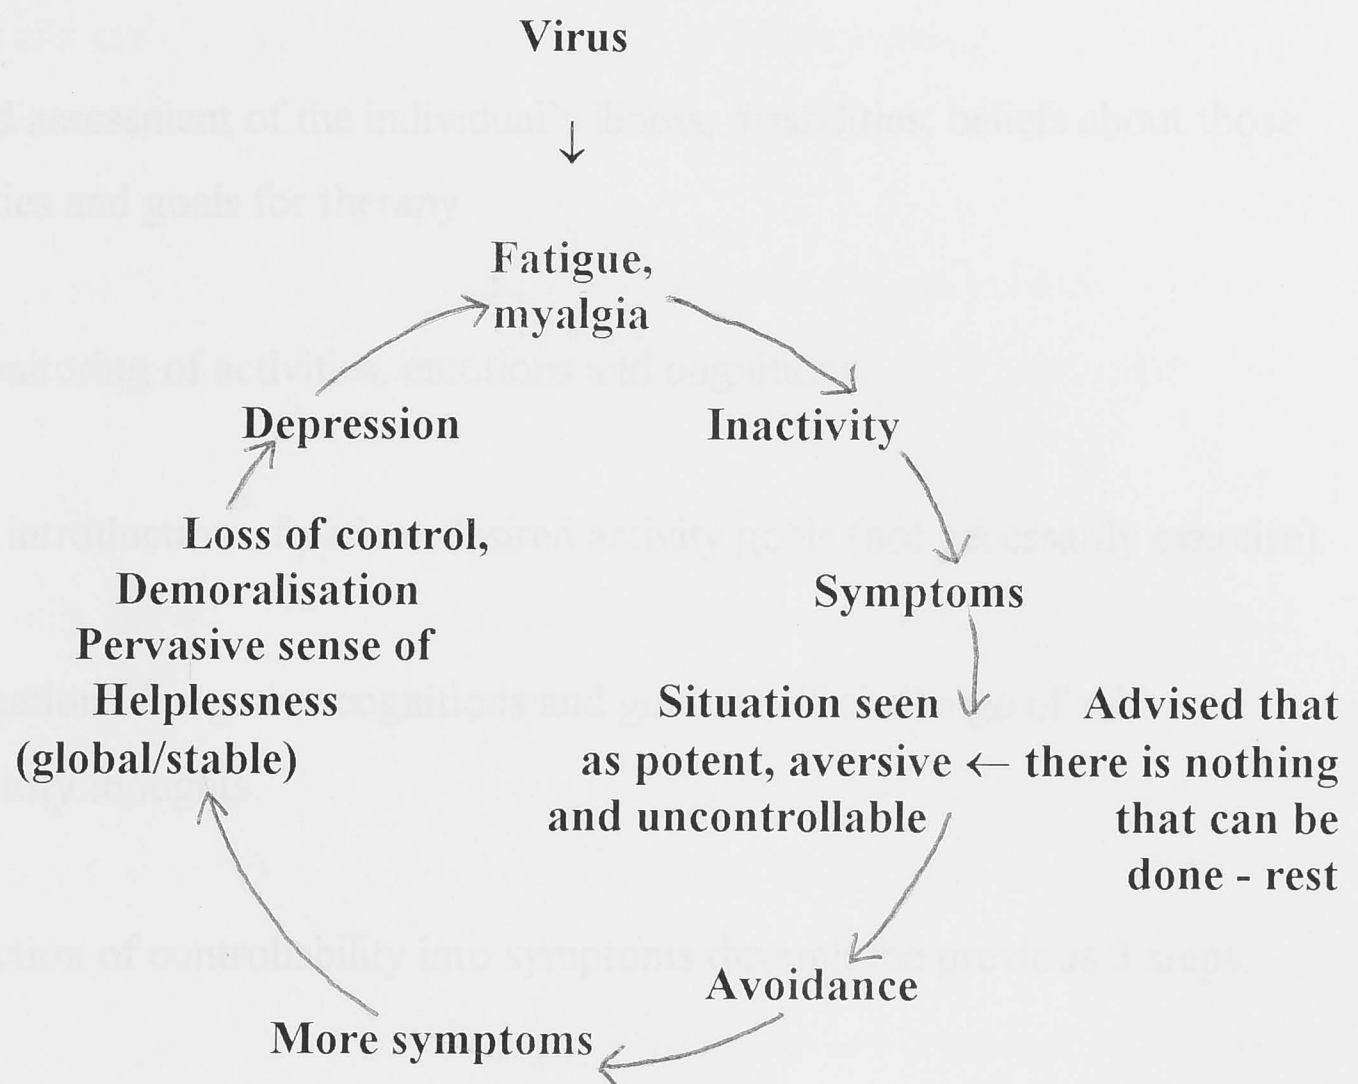 Virus
Fatigue,
myalgia
Depression
Inactivity
Loss of control,
Demoralisation
Pervasive sense of
Helplessness
(global/stable)
Symptoms
Situation seen
as potent, aversive
and uncontrollable
Advised that
there is nothing
that can be
done - rest
Avoidance
More symptoms